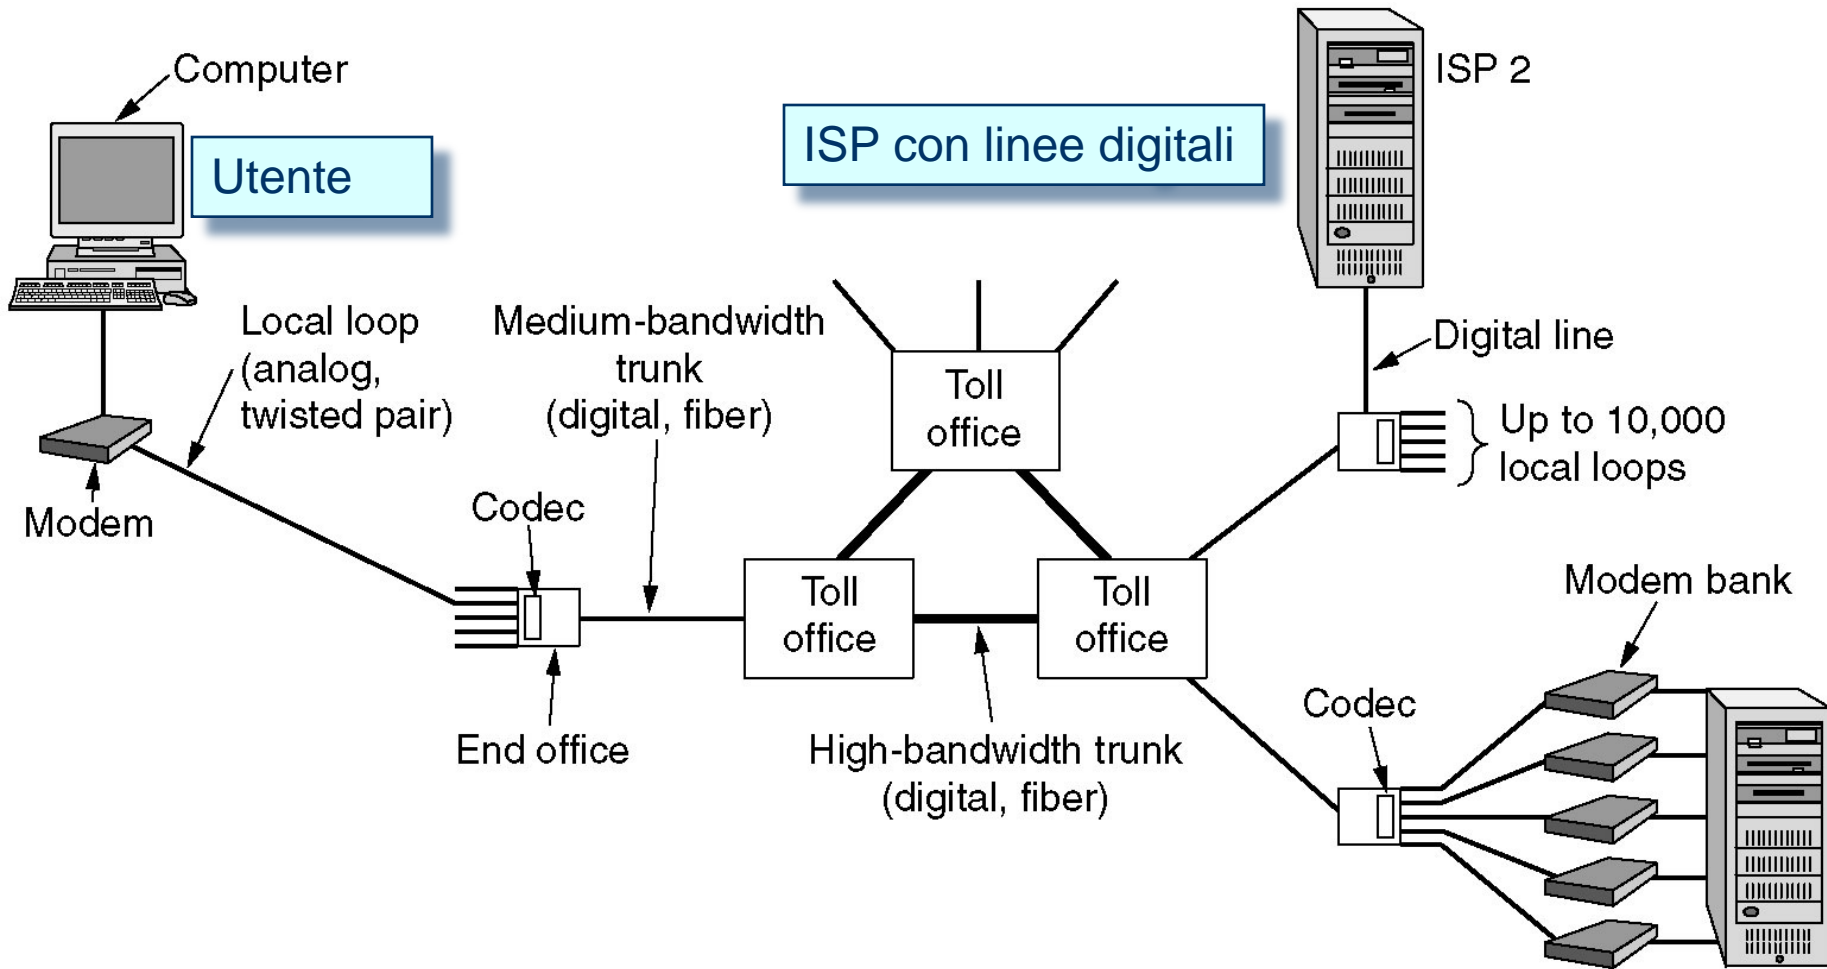 Computer
ISP 2
ISP con linee digitali
Utente
Local loop
(analog,
twisted pair)
Medium-bandwidth
trunk
(digital, fiber)
Digital line
Toll
office
Up to 10,000
local loops
Modem
Codec
Toll
office
Toll
office
Modem bank
End office
High-bandwidth trunk
(digital, fiber)
Codec